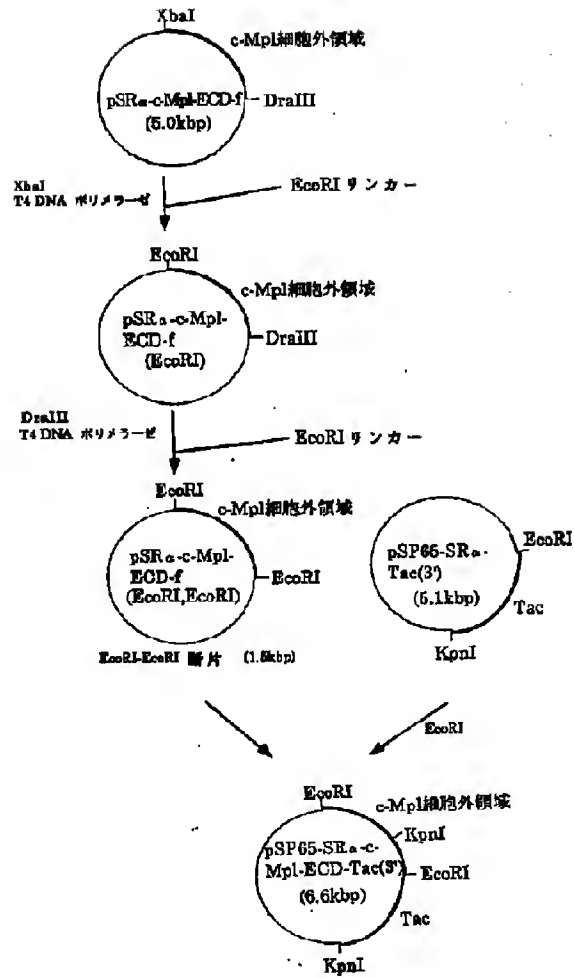 XbaI
c-Mpl細胞外領域
pSRα-c-Mpl-ECD-f
(5.0kbp)
DraIII
XbaI
T4 DNA ポリメラーゼ
EcoRI リンカー
EcoRI
c-Mpl細胞外領域
pSRα-c-Mpl-
ECD-f
(EcoRI)
DraIII
DraIII
T4 DNA ポリメラーゼ
EcoRI リンカー
EcoRI
c-Mpl細胞外領域
pSRα-c-Mpl-
ECD-f
(EcoRI,EcoRI)
EcoRI
EcoRI-EcoRI 断片 (1.5kbp)
pSP65-SRα-
Tac(3')
(5.1kbp)
EcoRI
Tac
KpnI
EcoRI
EcoRI
c-Mpl細胞外領域
KpnI
pSP65-SRα-c-
Mpl-ECD-Tac(3')
(6.6kbp)
EcoRI
Tac
KpnI